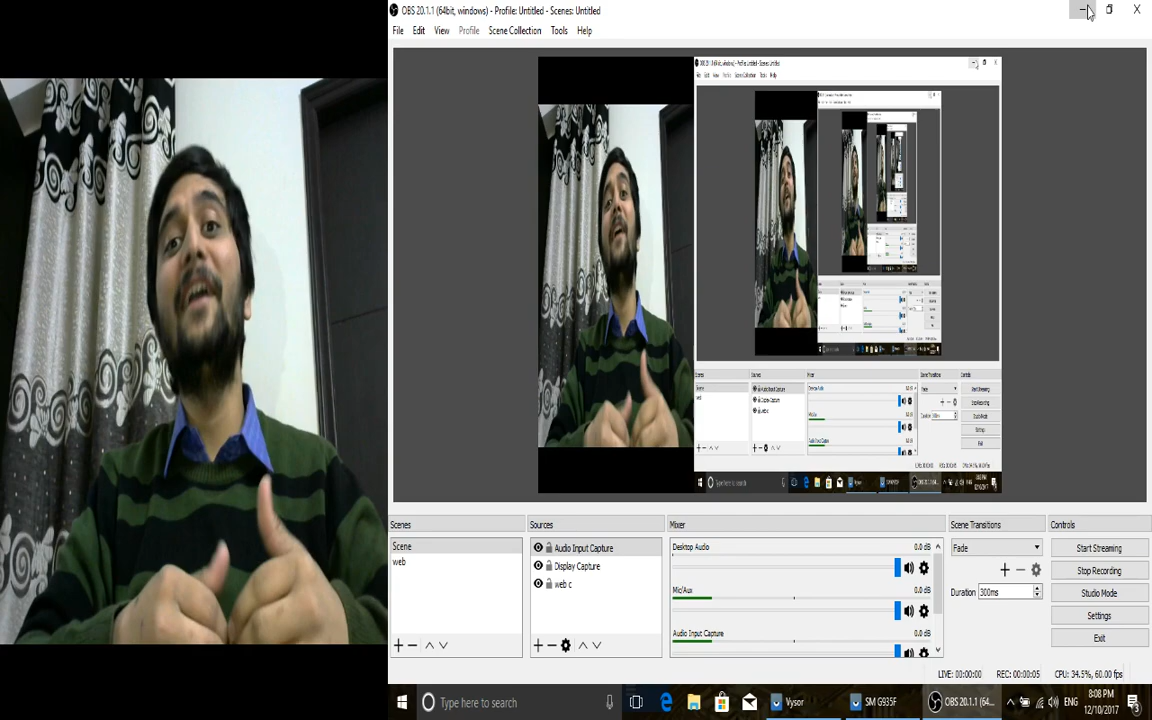 OBS 20.1.1 (64bit, windows) - Profile: Untitled - Scenes: Untitled
File Edit View Profile Scene Collection Tools Help
Scenes Sources Mixer Scene Transitions Controls
Scene
web
Audio Input Capture
Display Capture
web c
Desktop Audio 0.0 dB
Mic/Aux 0.0 dB
Audio Input Capture 0.0 dB
Fade
Duration 300ms
Start Streaming
Stop Recording
Studio Mode
Settings
Exit
LIVE: 00:00:00 REC: 00:00:05 CPU: 34.5%, 60.00 fps
Type here to search Vysor SM G935F OBS 20.1.1 (64... ENG 8:08 PM
12/10/2017 3